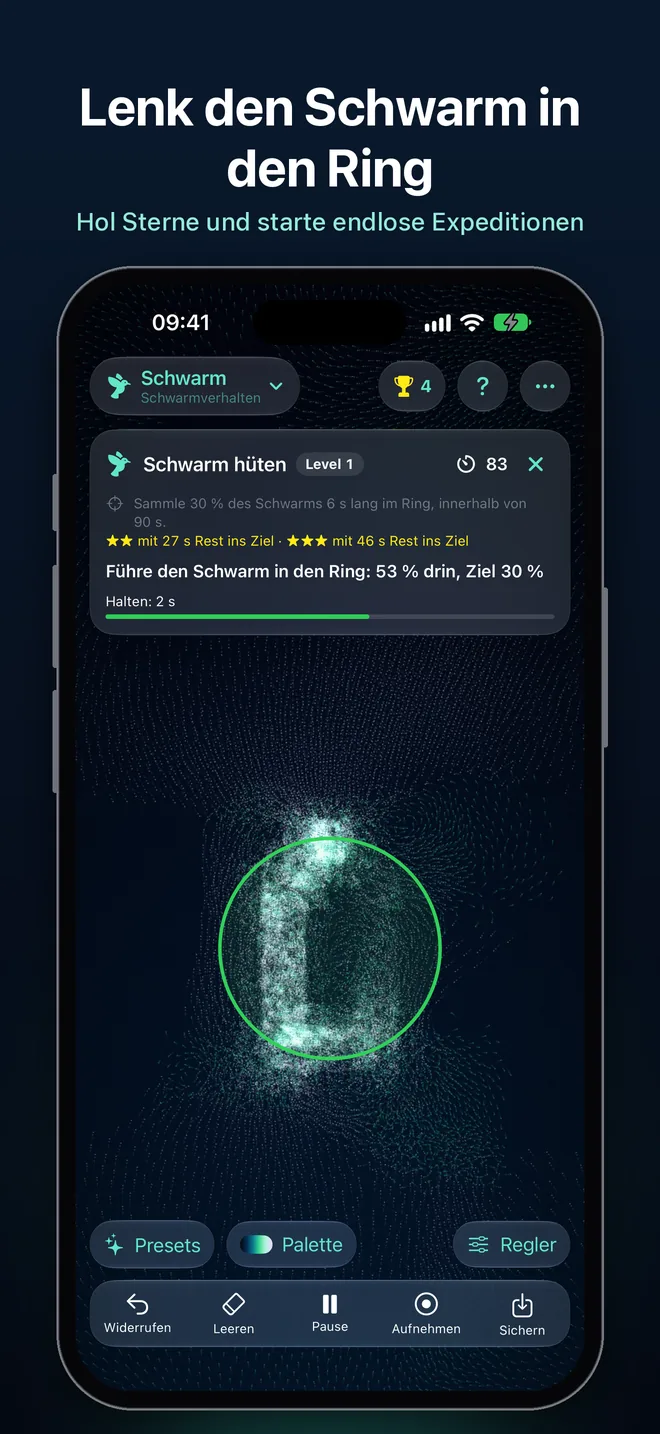 Lenk den Schwarm in
den Ring
Hol Sterne und starte endlose Expeditionen
09:41
Schwarm
Schwarmverhalten
4
?
Schwarm hüten
Level 1
83
Sammle 30 % des Schwarms 6 s lang im Ring, innerhalb von
90 s.
★★ mit 27 s Rest ins Ziel · ★★★ mit 46 s Rest ins Ziel
Führe den Schwarm in den Ring: 53 % drin, Ziel 30 %
Halten: 2 s
Presets
Palette
Regler
Widerrufen
Leeren
Pause
Aufnehmen
Sichern